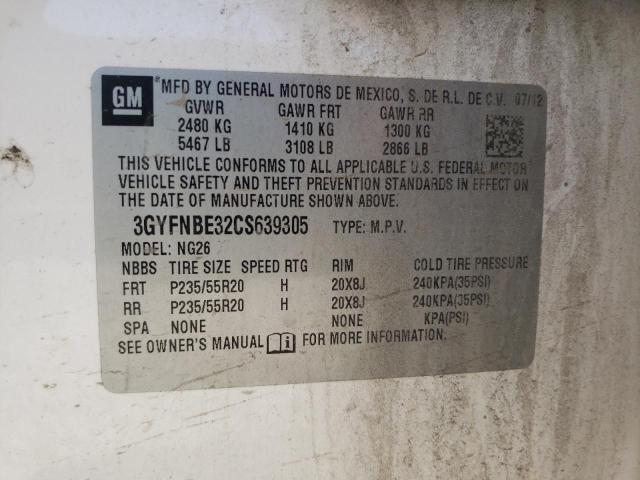 GM
MFD BY GENERAL MOTORS DE MEXICO, S. DE R.L. DE C.V. 07/12
GVWR GAWR FRT GAWR RR
2480 KG 1410 KG 1300 KG
5467 LB 3108 LB 2866 LB
THIS VEHICLE CONFORMS TO ALL APPLICABLE U.S. FEDERAL MOTOR
VEHICLE SAFETY AND THEFT PREVENTION STANDARDS IN EFFECT ON
THE DATE OF MANUFACTURE SHOWN ABOVE.
3GYFNBE32CS639305 TYPE: M.P.V.
MODEL: NG26
NBBS TIRE SIZE SPEED RTG RIM COLD TIRE PRESSURE
FRT P235/55R20 H 20X8J 240KPA(35PSI)
RR P235/55R20 H 20X8J 240KPA(35PSI)
SPA NONE NONE KPA(PSI)
SEE OWNER'S MANUAL i FOR MORE INFORMATION.